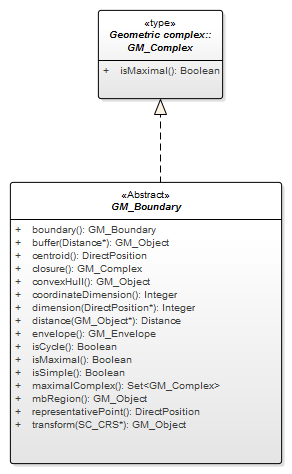 «type»
Geometric complex::
GM_Complex
+ isMaximal(): Boolean
«Abstract»
GM_Boundary
+ boundary(): GM_Boundary
+ buffer(Distance*): GM_Object
+ centroid(): DirectPosition
+ closure(): GM_Complex
+ convexHull(): GM_Object
+ coordinateDimension(): Integer
+ dimension(DirectPosition*): Integer
+ distance(GM_Object*): Distance
+ envelope(): GM_Envelope
+ isCycle(): Boolean
+ isMaximal(): Boolean
+ isSimple(): Boolean
+ maximalComplex(): Set<GM_Complex>
+ mbRegion(): GM_Object
+ representativePoint(): DirectPosition
+ transform(SC_CRS*): GM_Object